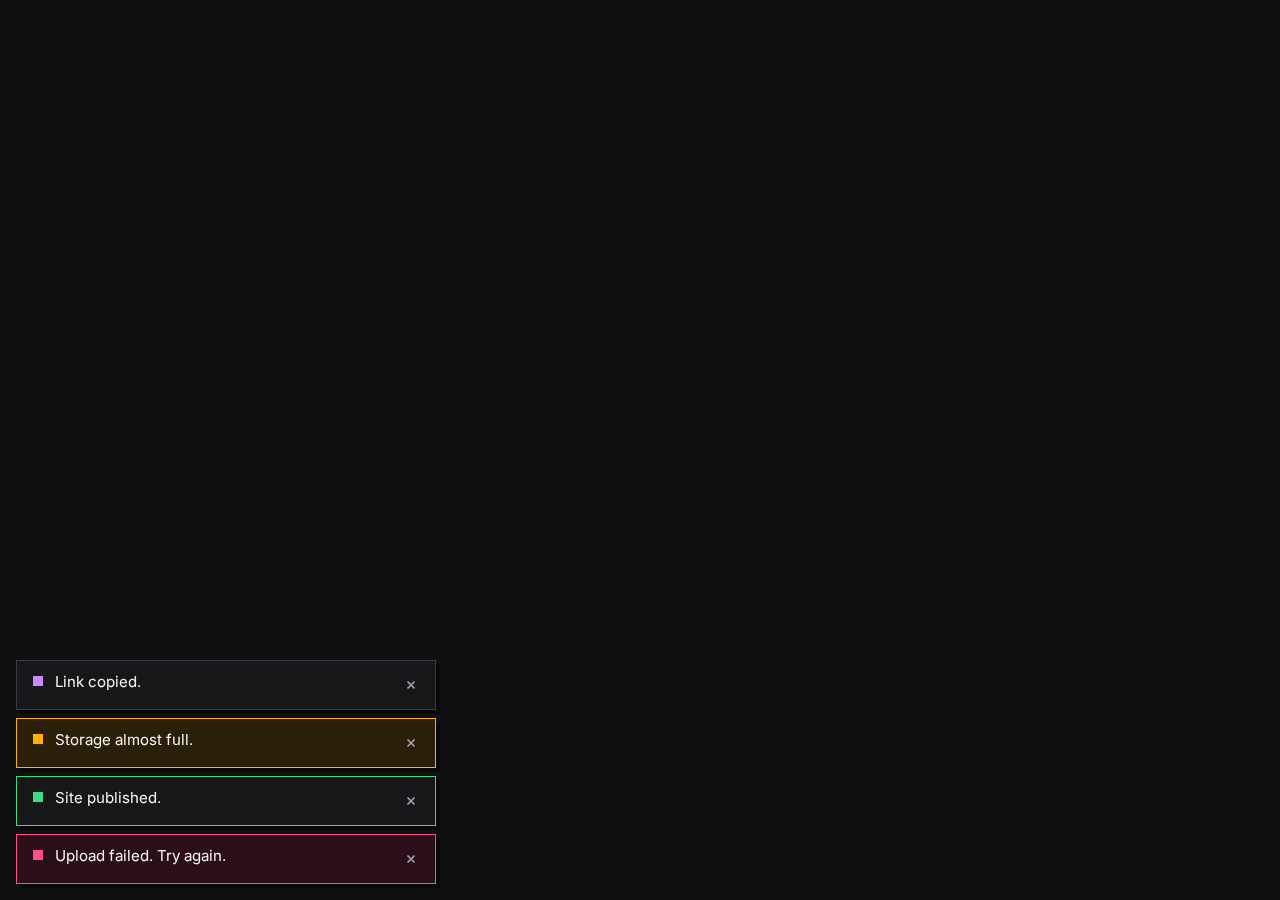 Link copied.
Storage almost full.
Site published.
Upload failed. Try again.